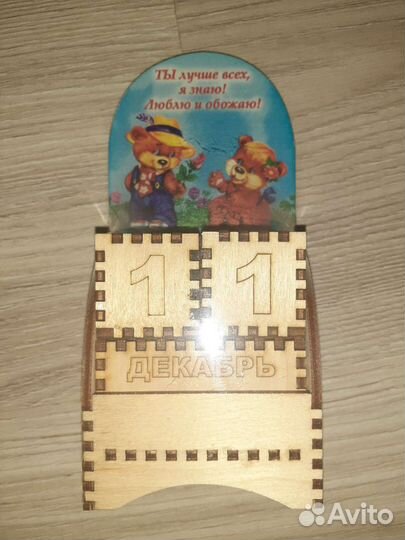 ТЫ лучше всех,
я знаю!
Люблю и обожаю!
1 1
ДЕКАБРЬ
Avito